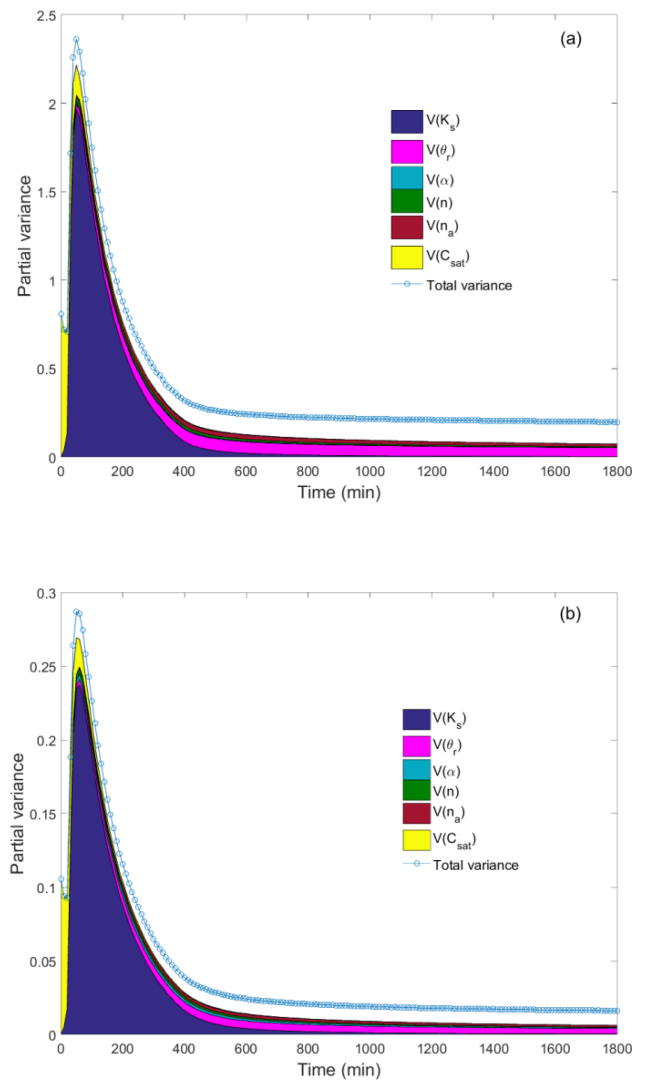 (a)
2.5
2
1.5
1
0.5
0
Partial variance
V(K_s)
V(θ_r)
V(α)
V(n)
V(n_a)
V(C_sat)
Total variance
0 200 400 600 800 1000 1200 1400 1600 1800
Time (min)
(b)
0.3
0.25
0.2
0.15
0.1
0.05
0
Partial variance
V(K_s)
V(θ_r)
V(α)
V(n)
V(n_a)
V(C_sat)
Total variance
0 200 400 600 800 1000 1200 1400 1600 1800
Time (min)